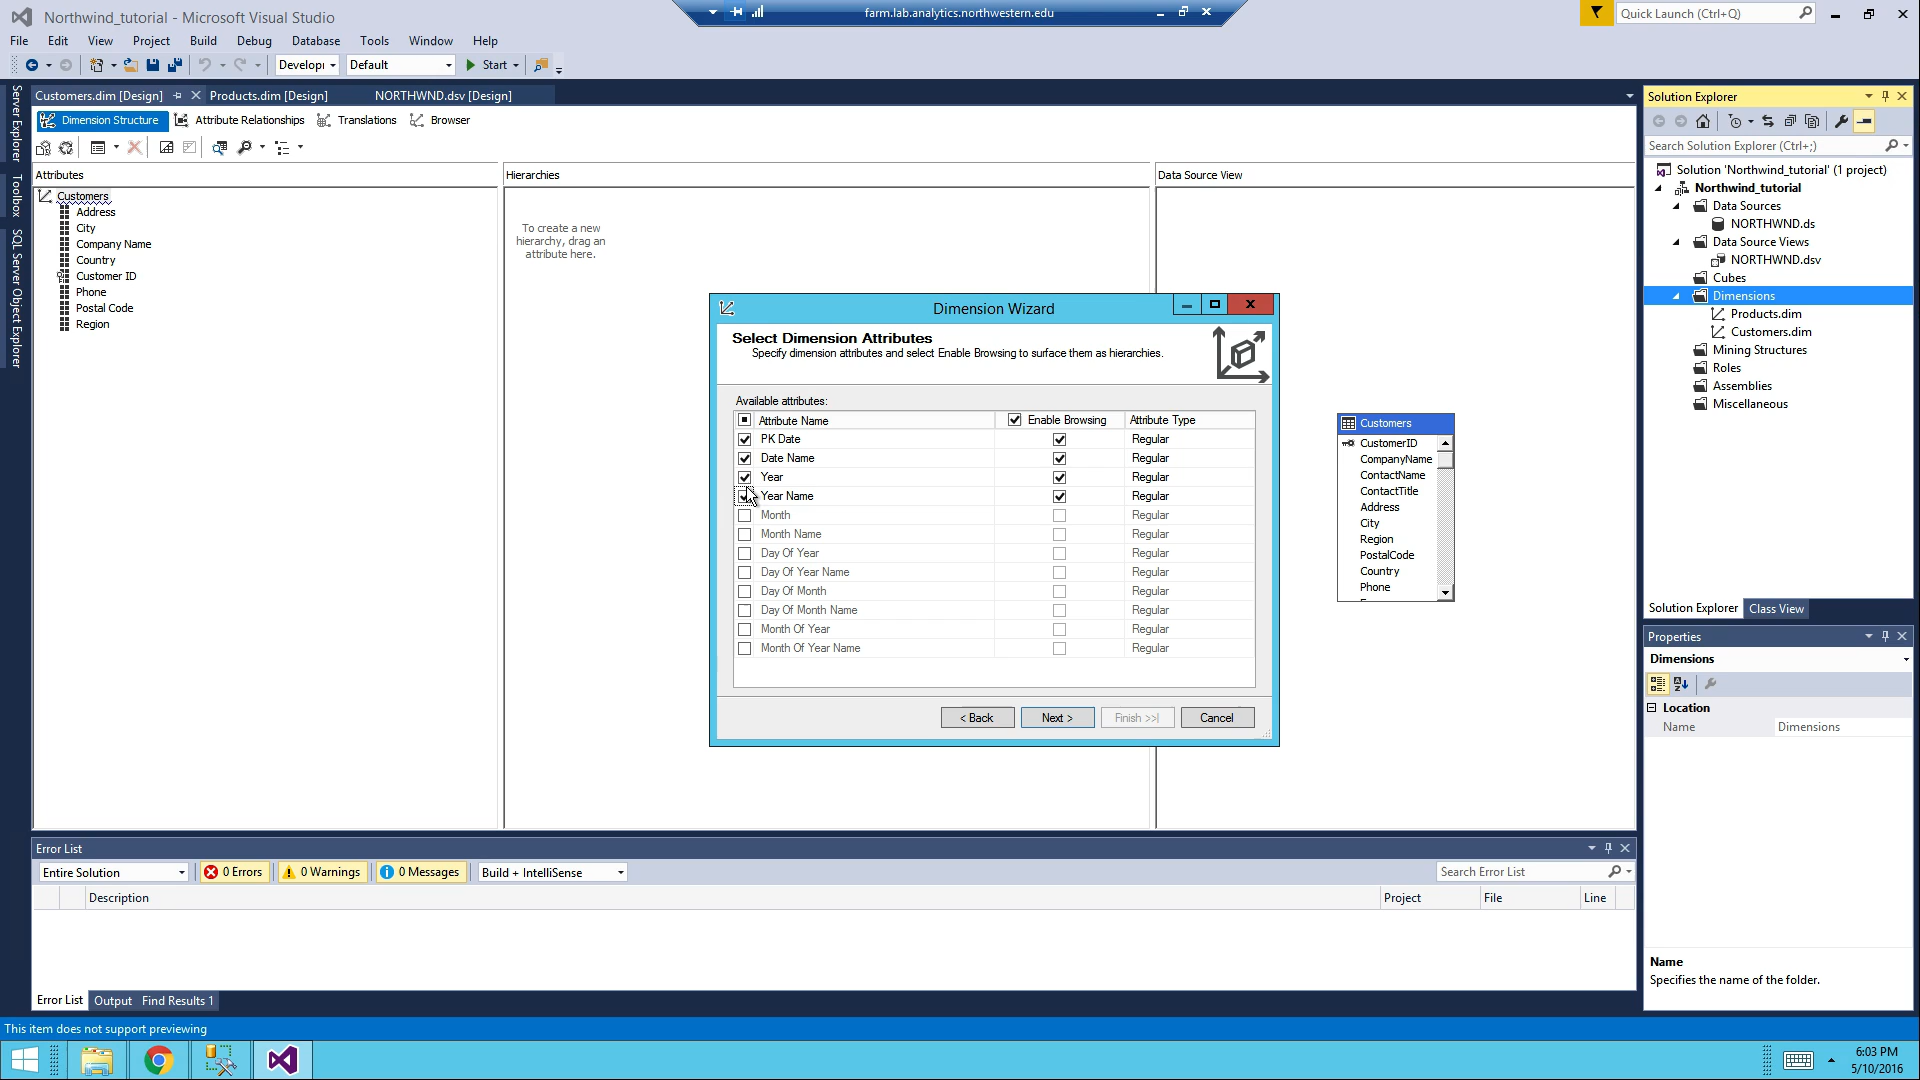 Northwind_tutorial - Microsoft Visual Studio
farm.lab.analytics.northwestern.edu
Quick Launch (Ctrl+Q)
File Edit View Project Build Debug Database Tools Window Help
Developi Default Start
Server Explorer
Toolbox
SQL Server Object Explorer
Customers.dim [Design] Products.dim [Design] NORTHWND.dsv [Design]
Dimension Structure Attribute Relationships Translations Browser
Attributes
Customers
Address
City
Company Name
Country
Customer ID
Phone
Postal Code
Region
Hierarchies
To create a new
hierarchy, drag an
attribute here.
Data Source View
Customers
CustomerID
CompanyName
ContactName
ContactTitle
Address
City
Region
PostalCode
Country
Phone
Dimension Wizard
Select Dimension Attributes
Specify dimension attributes and select Enable Browsing to surface them as hierarchies.
Available attributes:
Attribute Name Enable Browsing Attribute Type
PK Date Regular
Date Name Regular
Year Regular
Year Name Regular
Month Regular
Month Name Regular
Day Of Year Regular
Day Of Year Name Regular
Day Of Month Regular
Day Of Month Name Regular
Month Of Year Regular
Month Of Year Name Regular
< Back Next > Finish >>| Cancel
Solution Explorer
Search Solution Explorer (Ctrl+;)
Solution 'Northwind_tutorial' (1 project)
Northwind_tutorial
Data Sources
NORTHWND.ds
Data Source Views
NORTHWND.dsv
Cubes
Dimensions
Products.dim
Customers.dim
Mining Structures
Roles
Assemblies
Miscellaneous
Solution Explorer Class View
Properties
Dimensions
Location
Name Dimensions
Name
Specifies the name of the folder.
Error List
Entire Solution 0 Errors 0 Warnings 0 Messages Build + IntelliSense Search Error List
Description Project File Line
Error List Output Find Results 1
This item does not support previewing
6:03 PM
5/10/2016